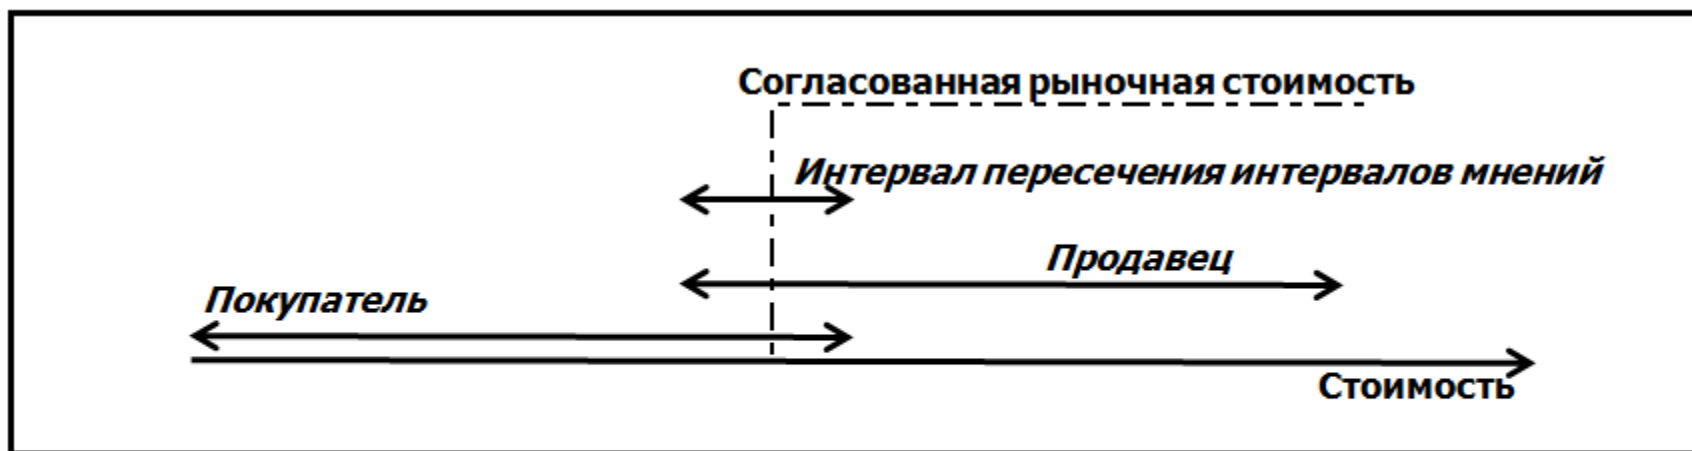 Согласованная рыночная стоимость
Интервал пересечения интервалов мнений
Продавец
Покупатель
Стоимость